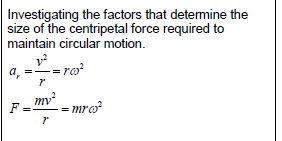 Investigating the factors that determine the
size of the centripetal force required to
maintain circular motion.
a_r = v²/r = rω²
F = mv²/r = mrω²